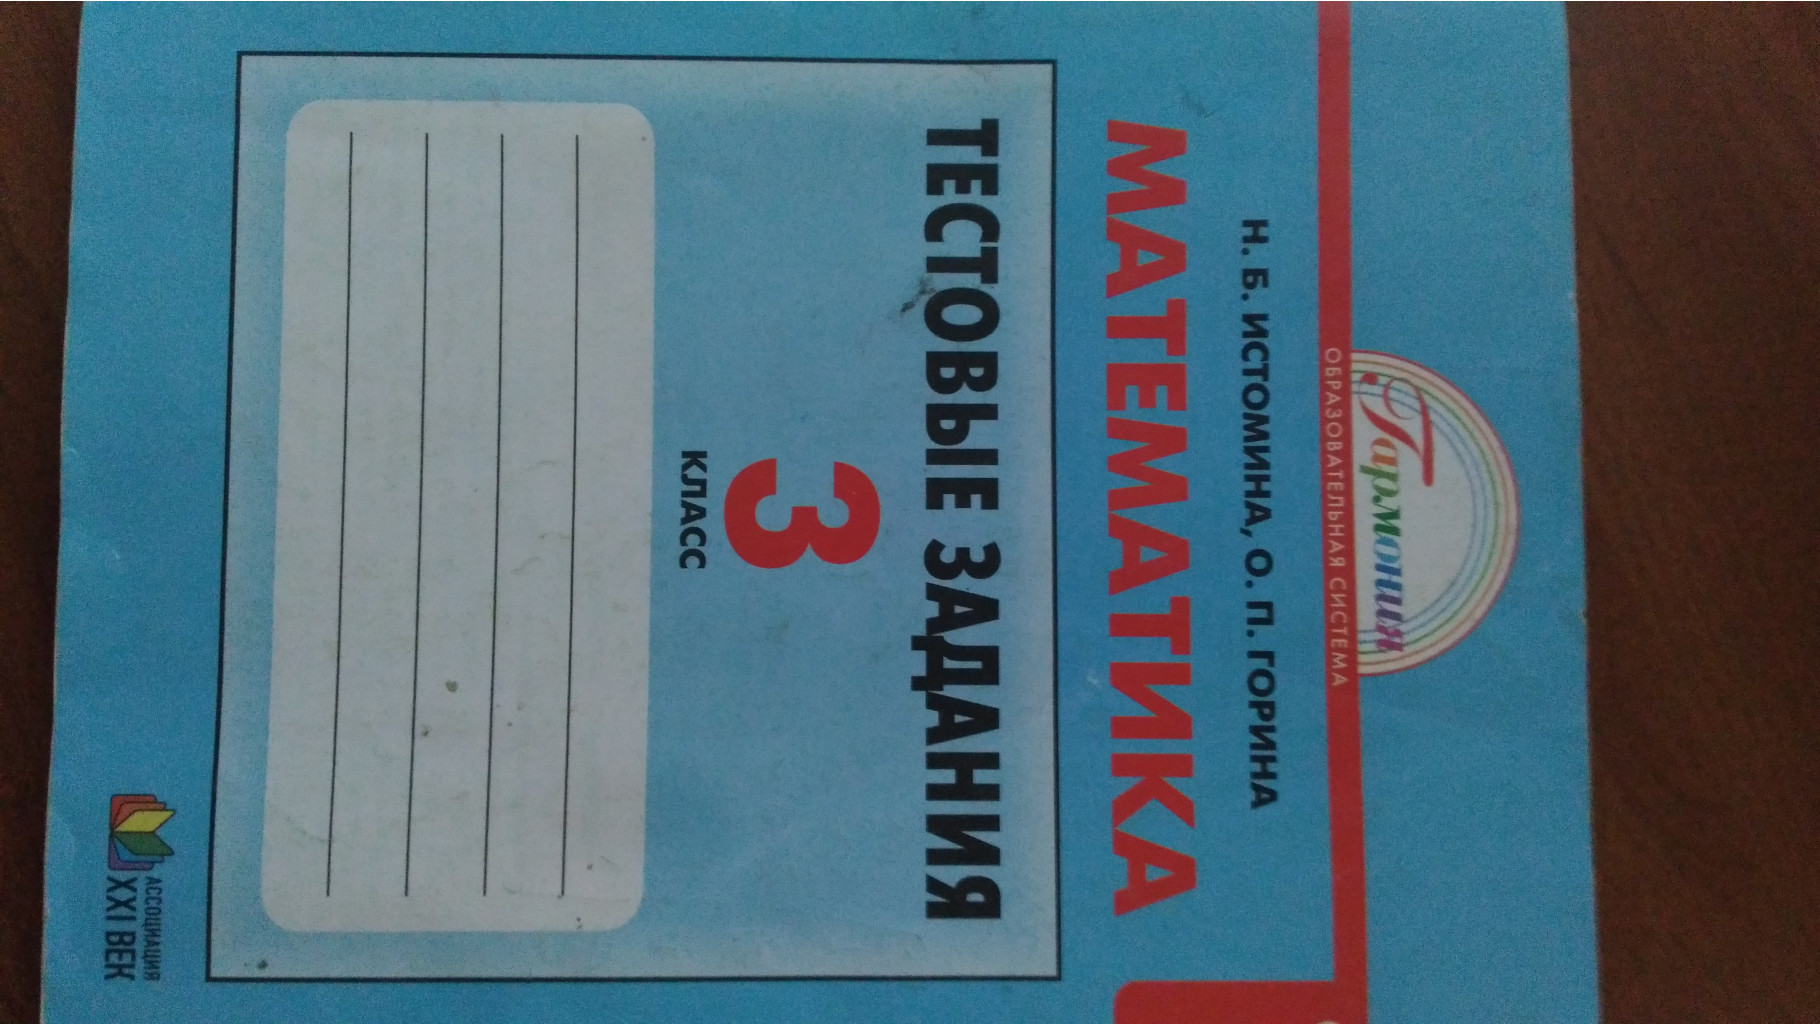 Гармония
ОБРАЗОВАТЕЛЬНАЯ СИСТЕМА
Н. Б. ИСТОМИНА, О. П. ГОРИНА
МАТЕМАТИКА
ТЕСТОВЫЕ ЗАДАНИЯ
3
КЛАСС
АССОЦИАЦИЯ
XXI ВЕК